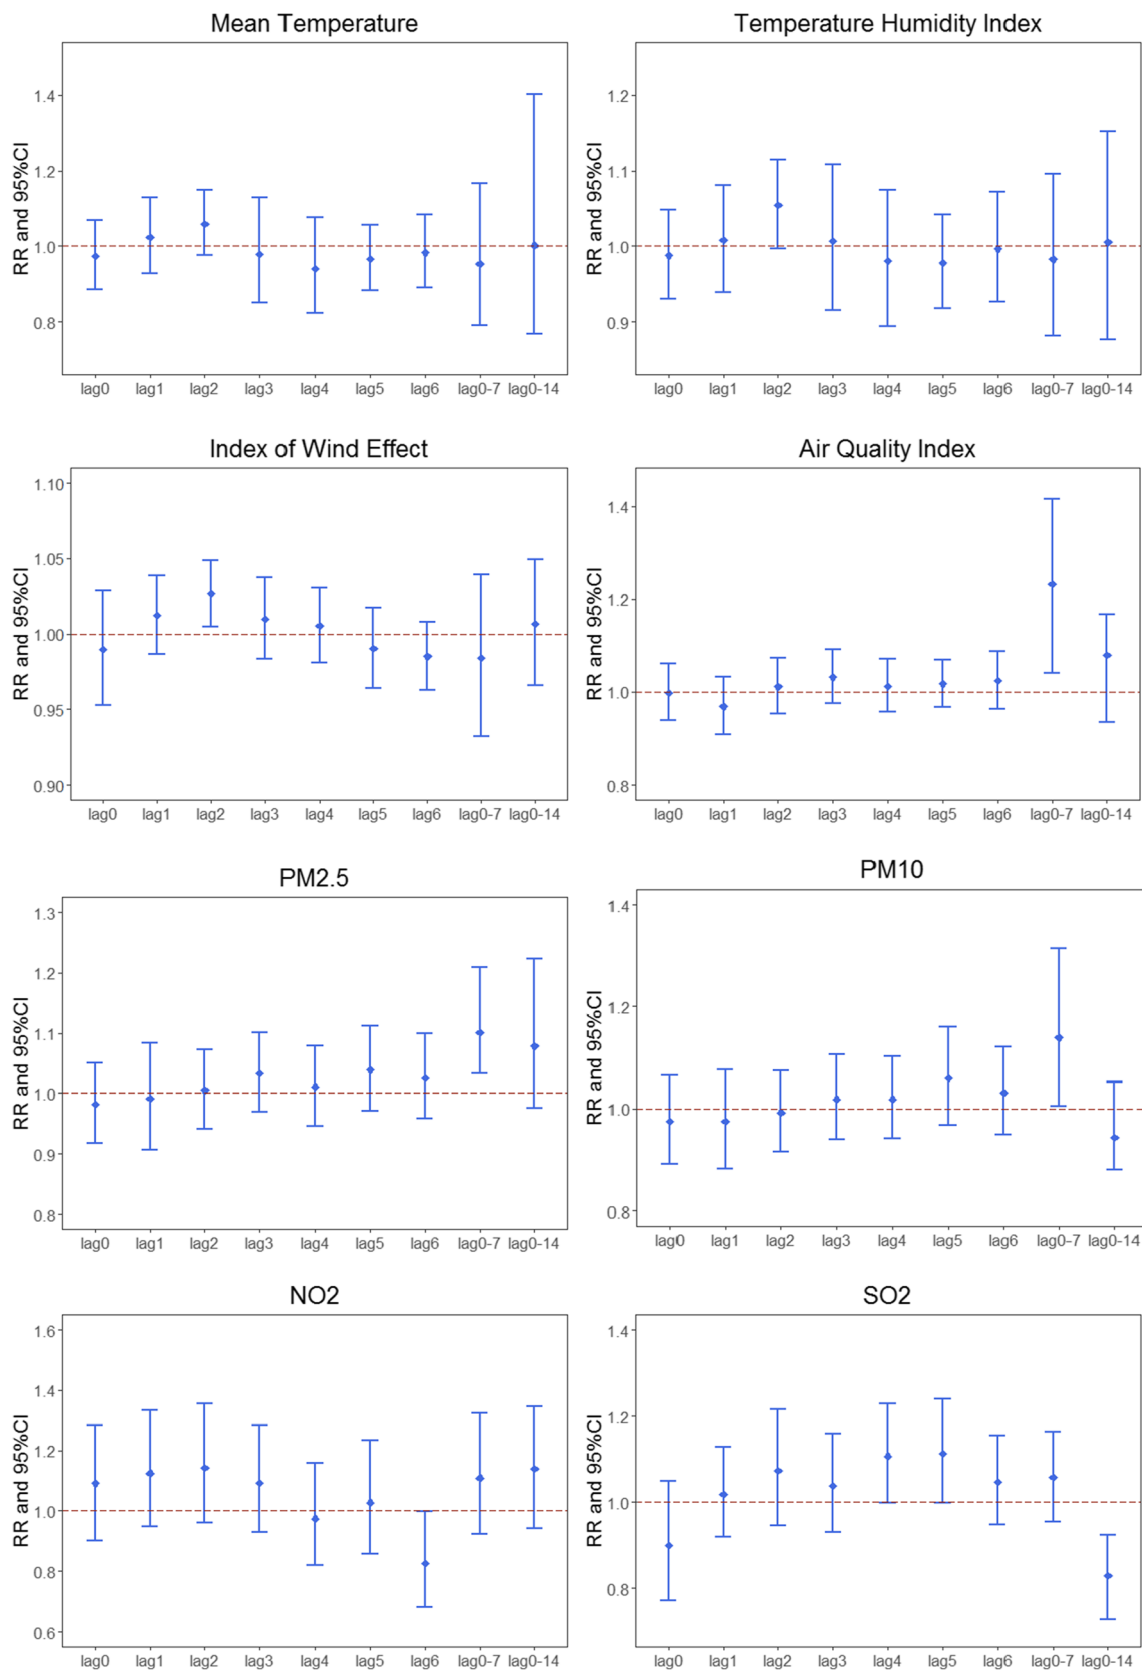 Mean Temperature
RR and 95%CI
1.4
1.2
1.0
0.8
lag0 lag1 lag2 lag3 lag4 lag5 lag6 lag0-7 lag0-14
Temperature Humidity Index
RR and 95%CI
1.2
1.1
1.0
0.9
lag0 lag1 lag2 lag3 lag4 lag5 lag6 lag0-7 lag0-14
Index of Wind Effect
RR and 95%CI
1.10
1.05
1.00
0.95
0.90
lag0 lag1 lag2 lag3 lag4 lag5 lag6 lag0-7 lag0-14
Air Quality Index
RR and 95%CI
1.4
1.2
1.0
0.8
lag0 lag1 lag2 lag3 lag4 lag5 lag6 lag0-7 lag0-14
PM2.5
RR and 95%CI
1.3
1.2
1.1
1.0
0.9
0.8
lag0 lag1 lag2 lag3 lag4 lag5 lag6 lag0-7 lag0-14
PM10
RR and 95%CI
1.4
1.2
1.0
0.8
lag0 lag1 lag2 lag3 lag4 lag5 lag6 lag0-7 lag0-14
NO2
RR and 95%CI
1.6
1.4
1.2
1.0
0.8
0.6
lag0 lag1 lag2 lag3 lag4 lag5 lag6 lag0-7 lag0-14
SO2
RR and 95%CI
1.4
1.2
1.0
0.8
lag0 lag1 lag2 lag3 lag4 lag5 lag6 lag0-7 lag0-14